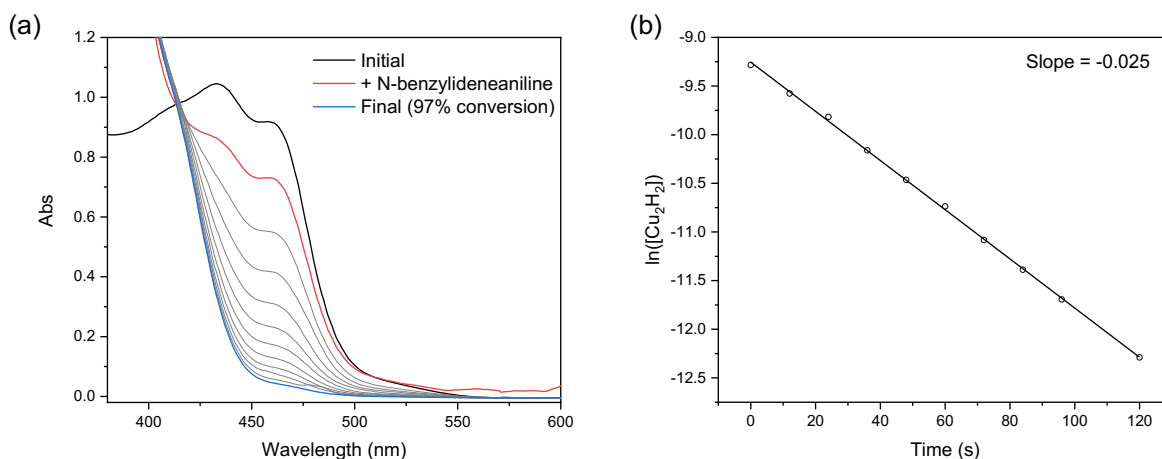 (a)
1.2
1.0
0.8
0.6
0.4
0.2
0.0
Abs
400
450
500
550
600
Wavelength (nm)
Initial
+ N-benzylideneaniline
Final (97% conversion)
(b)
-9.0
-9.5
-10.0
-10.5
-11.0
-11.5
-12.0
-12.5
ln([Cu₂H₂])
0
20
40
60
80
100
120
Time (s)
Slope = -0.025